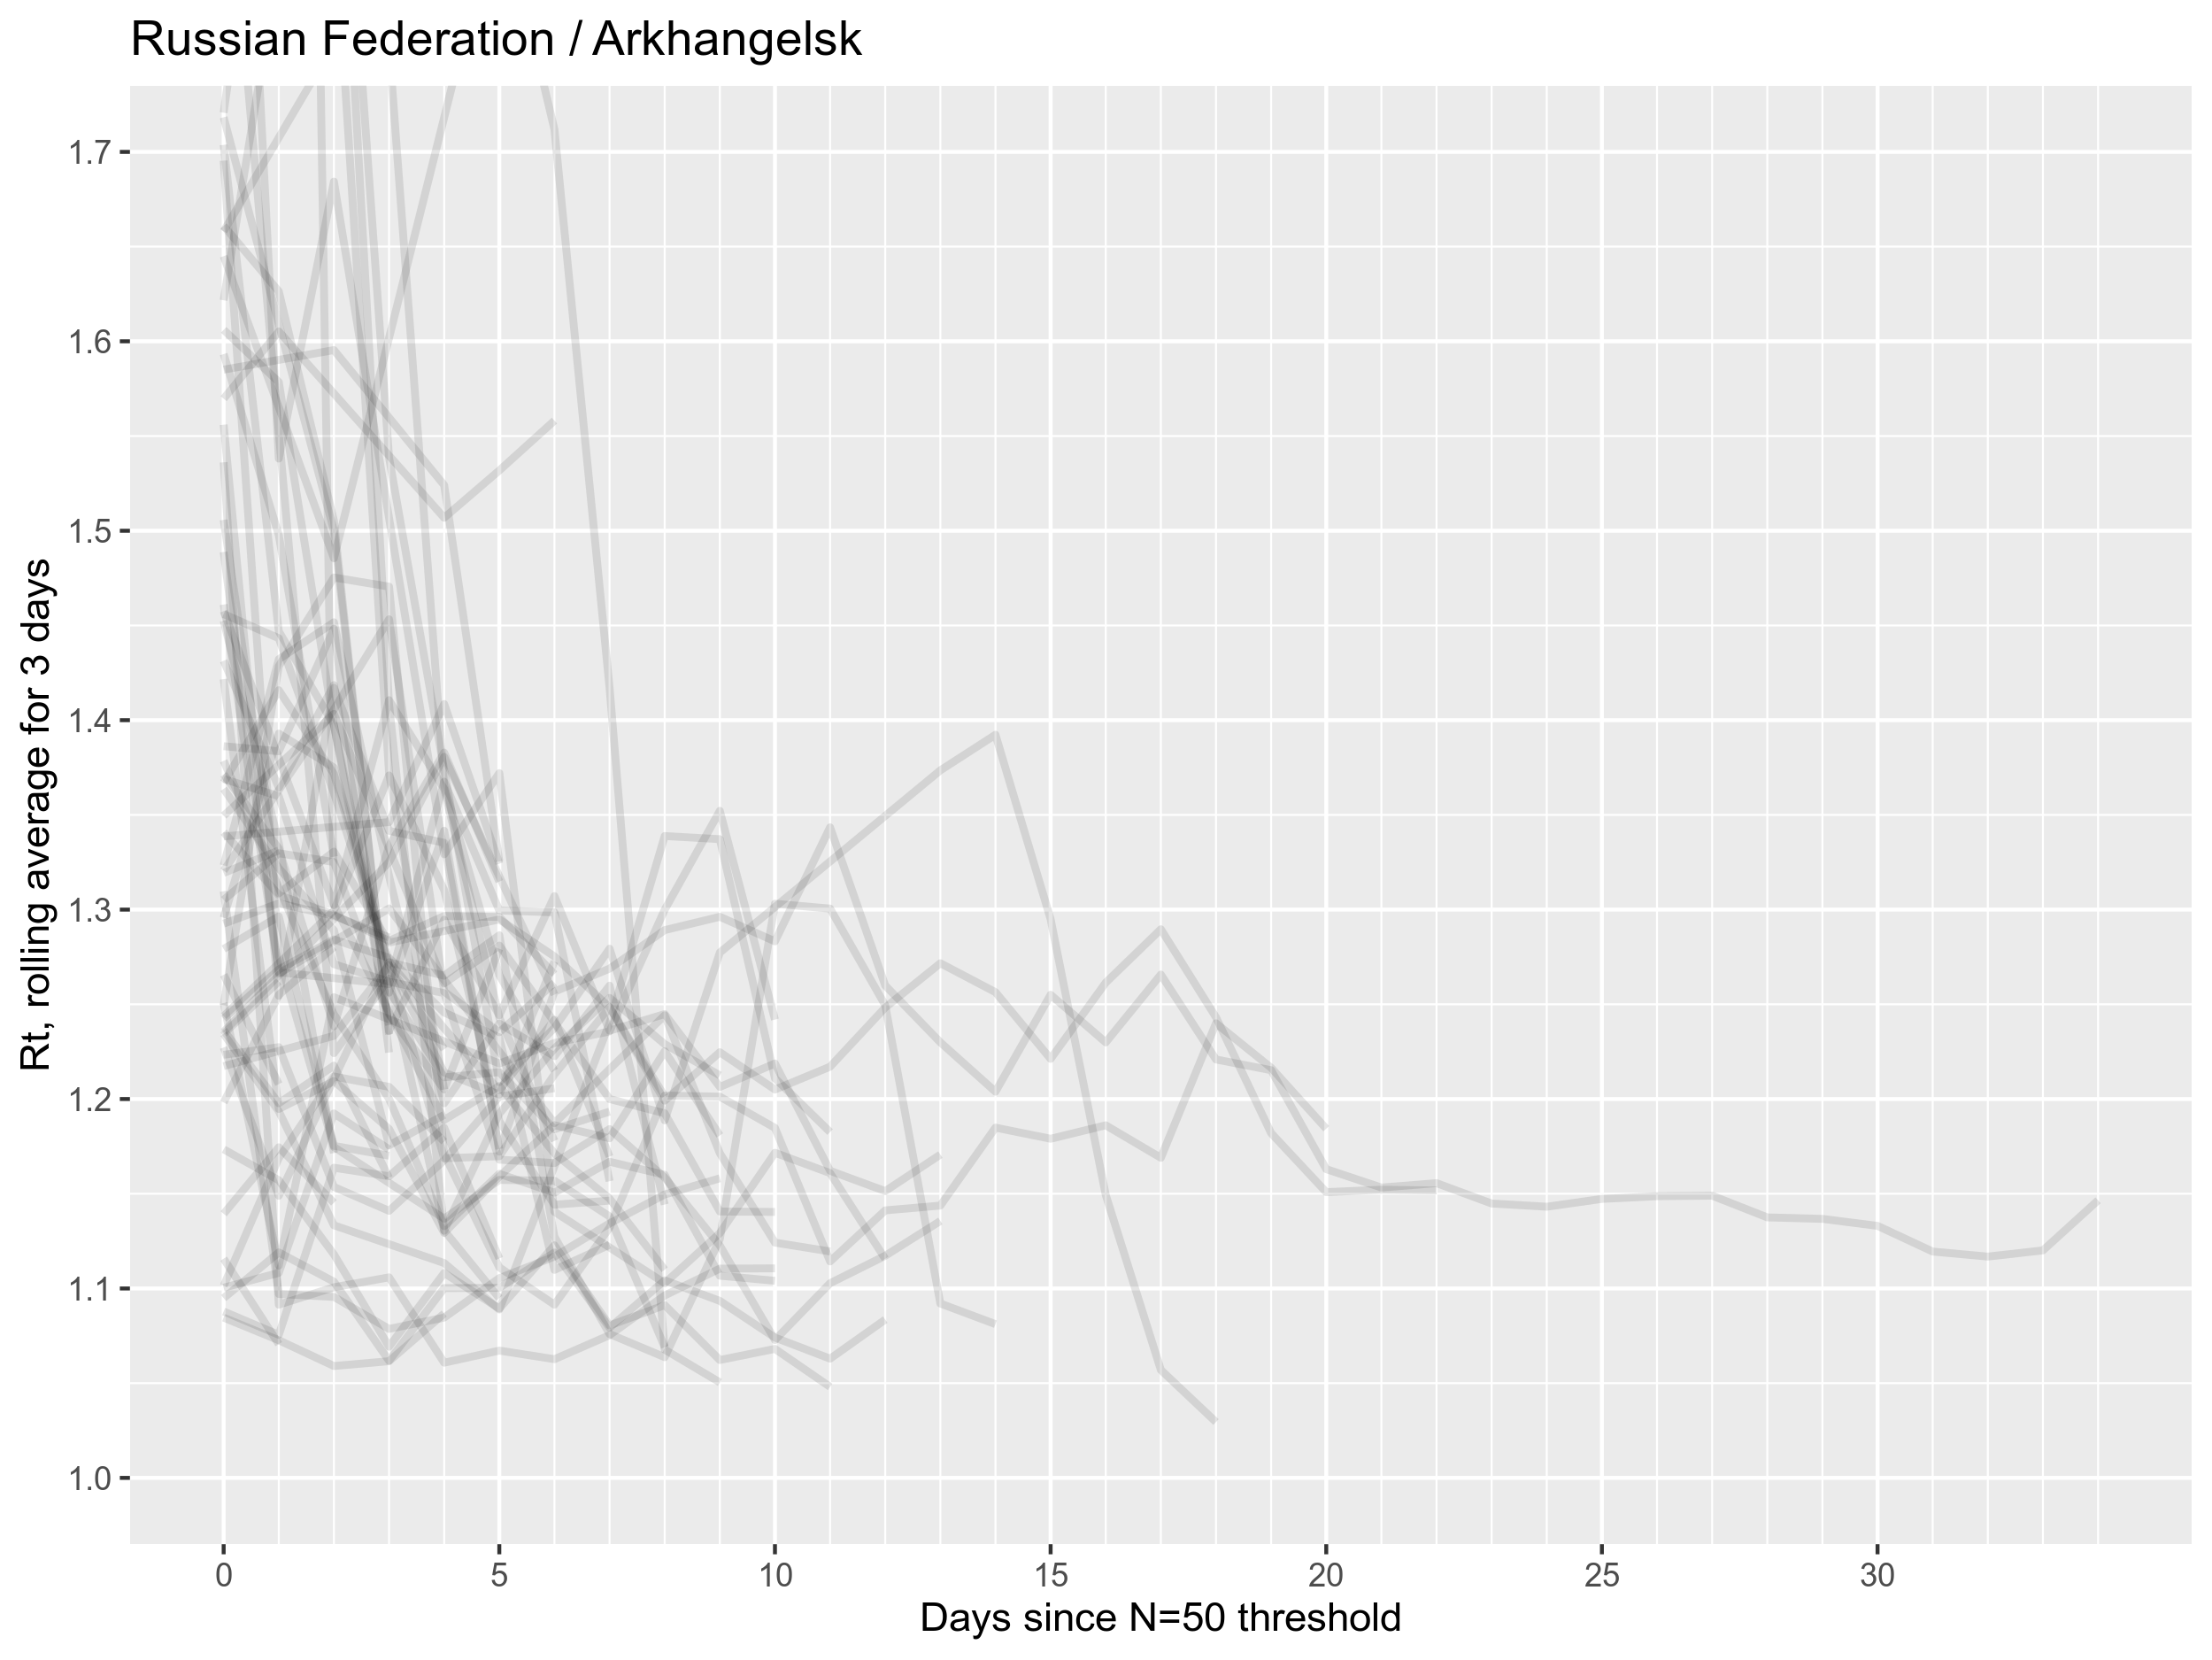 Russian Federation / Arkhangelsk
Rt, rolling average for 3 days
1.7
1.6
1.5
1.4
1.3
1.2
1.1
1.0
0 5 10 15 20 25 30
Days since N=50 threshold